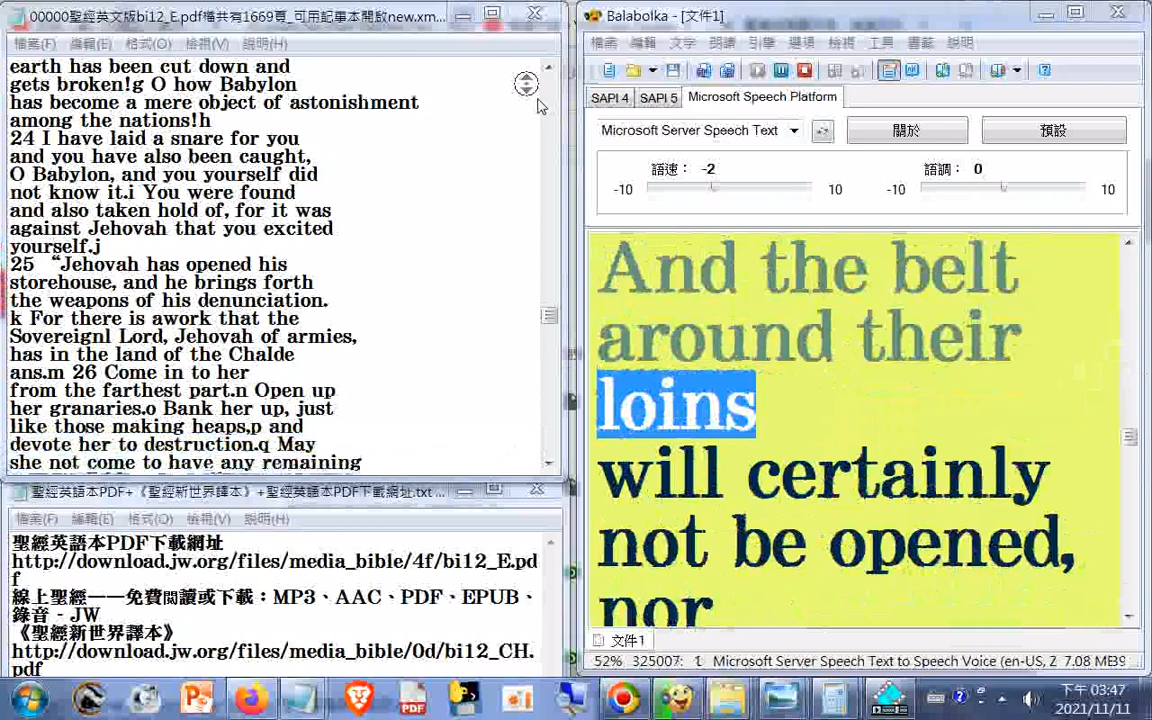 00000聖經英文版bi12_E.pdf檔共有1669頁_可用記事本開啟new.xm...
檔案(F) 編輯(E) 格式(O) 檢視(V) 說明(H)
earth has been cut down and
gets broken!g O how Babylon
has become a mere object of astonishment
among the nations!h
24 I have laid a snare for you
and you have also been caught,
O Babylon, and you yourself did
not know it.i You were found
and also taken hold of, for it was
against Jehovah that you excited
yourself.j
25 “Jehovah has opened his
storehouse, and he brings forth
the weapons of his denunciation.
k For there is awork that the
Sovereignl Lord, Jehovah of armies,
has in the land of the Chalde
ans.m 26 Come in to her
from the farthest part.n Open up
her granaries.o Bank her up, just
like those making heaps,p and
devote her to destruction.q May
she not come to have any remaining
聖經英語本PDF+《聖經新世界譯本》+聖經英語本PDF下載網址.txt ...
檔案(F) 編輯(E) 格式(O) 檢視(V) 說明(H)
聖經英語本PDF下載網址
http://download.jw.org/files/media_bible/4f/bi12_E.pd
f
線上聖經——免費閱讀或下載：MP3、AAC、PDF、EPUB、
錄音 - JW
《聖經新世界譯本》
http://download.jw.org/files/media_bible/0d/bi12_CH.
pdf
Balabolka - [文件1]
檔案 編輯 文字 朗讀 引擎 選項 檢視 工具 書籤 說明
SAPI 4 SAPI 5 Microsoft Speech Platform
Microsoft Server Speech Text 關於 預設
語速: -2 語調: 0
-10 10 -10 10
And the belt
around their
loins
will certainly
not be opened,
nor
文件1
52% 325007: 1 Microsoft Server Speech Text to Speech Voice (en-US, Z 7.08 MB
下午 03:47
2021/11/11